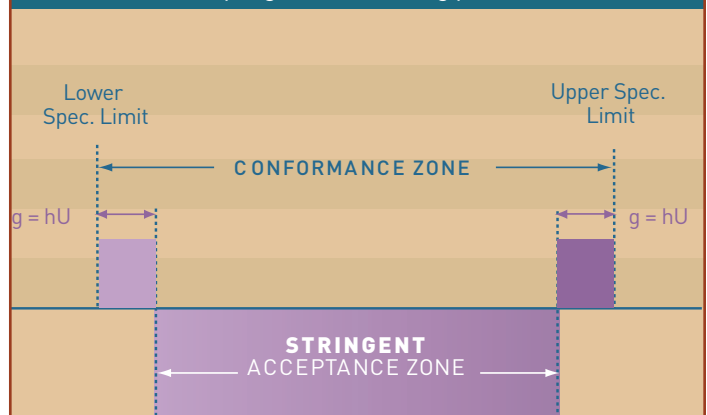 Lower
Spec. Limit
Upper Spec.
Limit
CONFORMANCE ZONE
g = hU
g = hU
STRINGENT
ACCEPTANCE ZONE